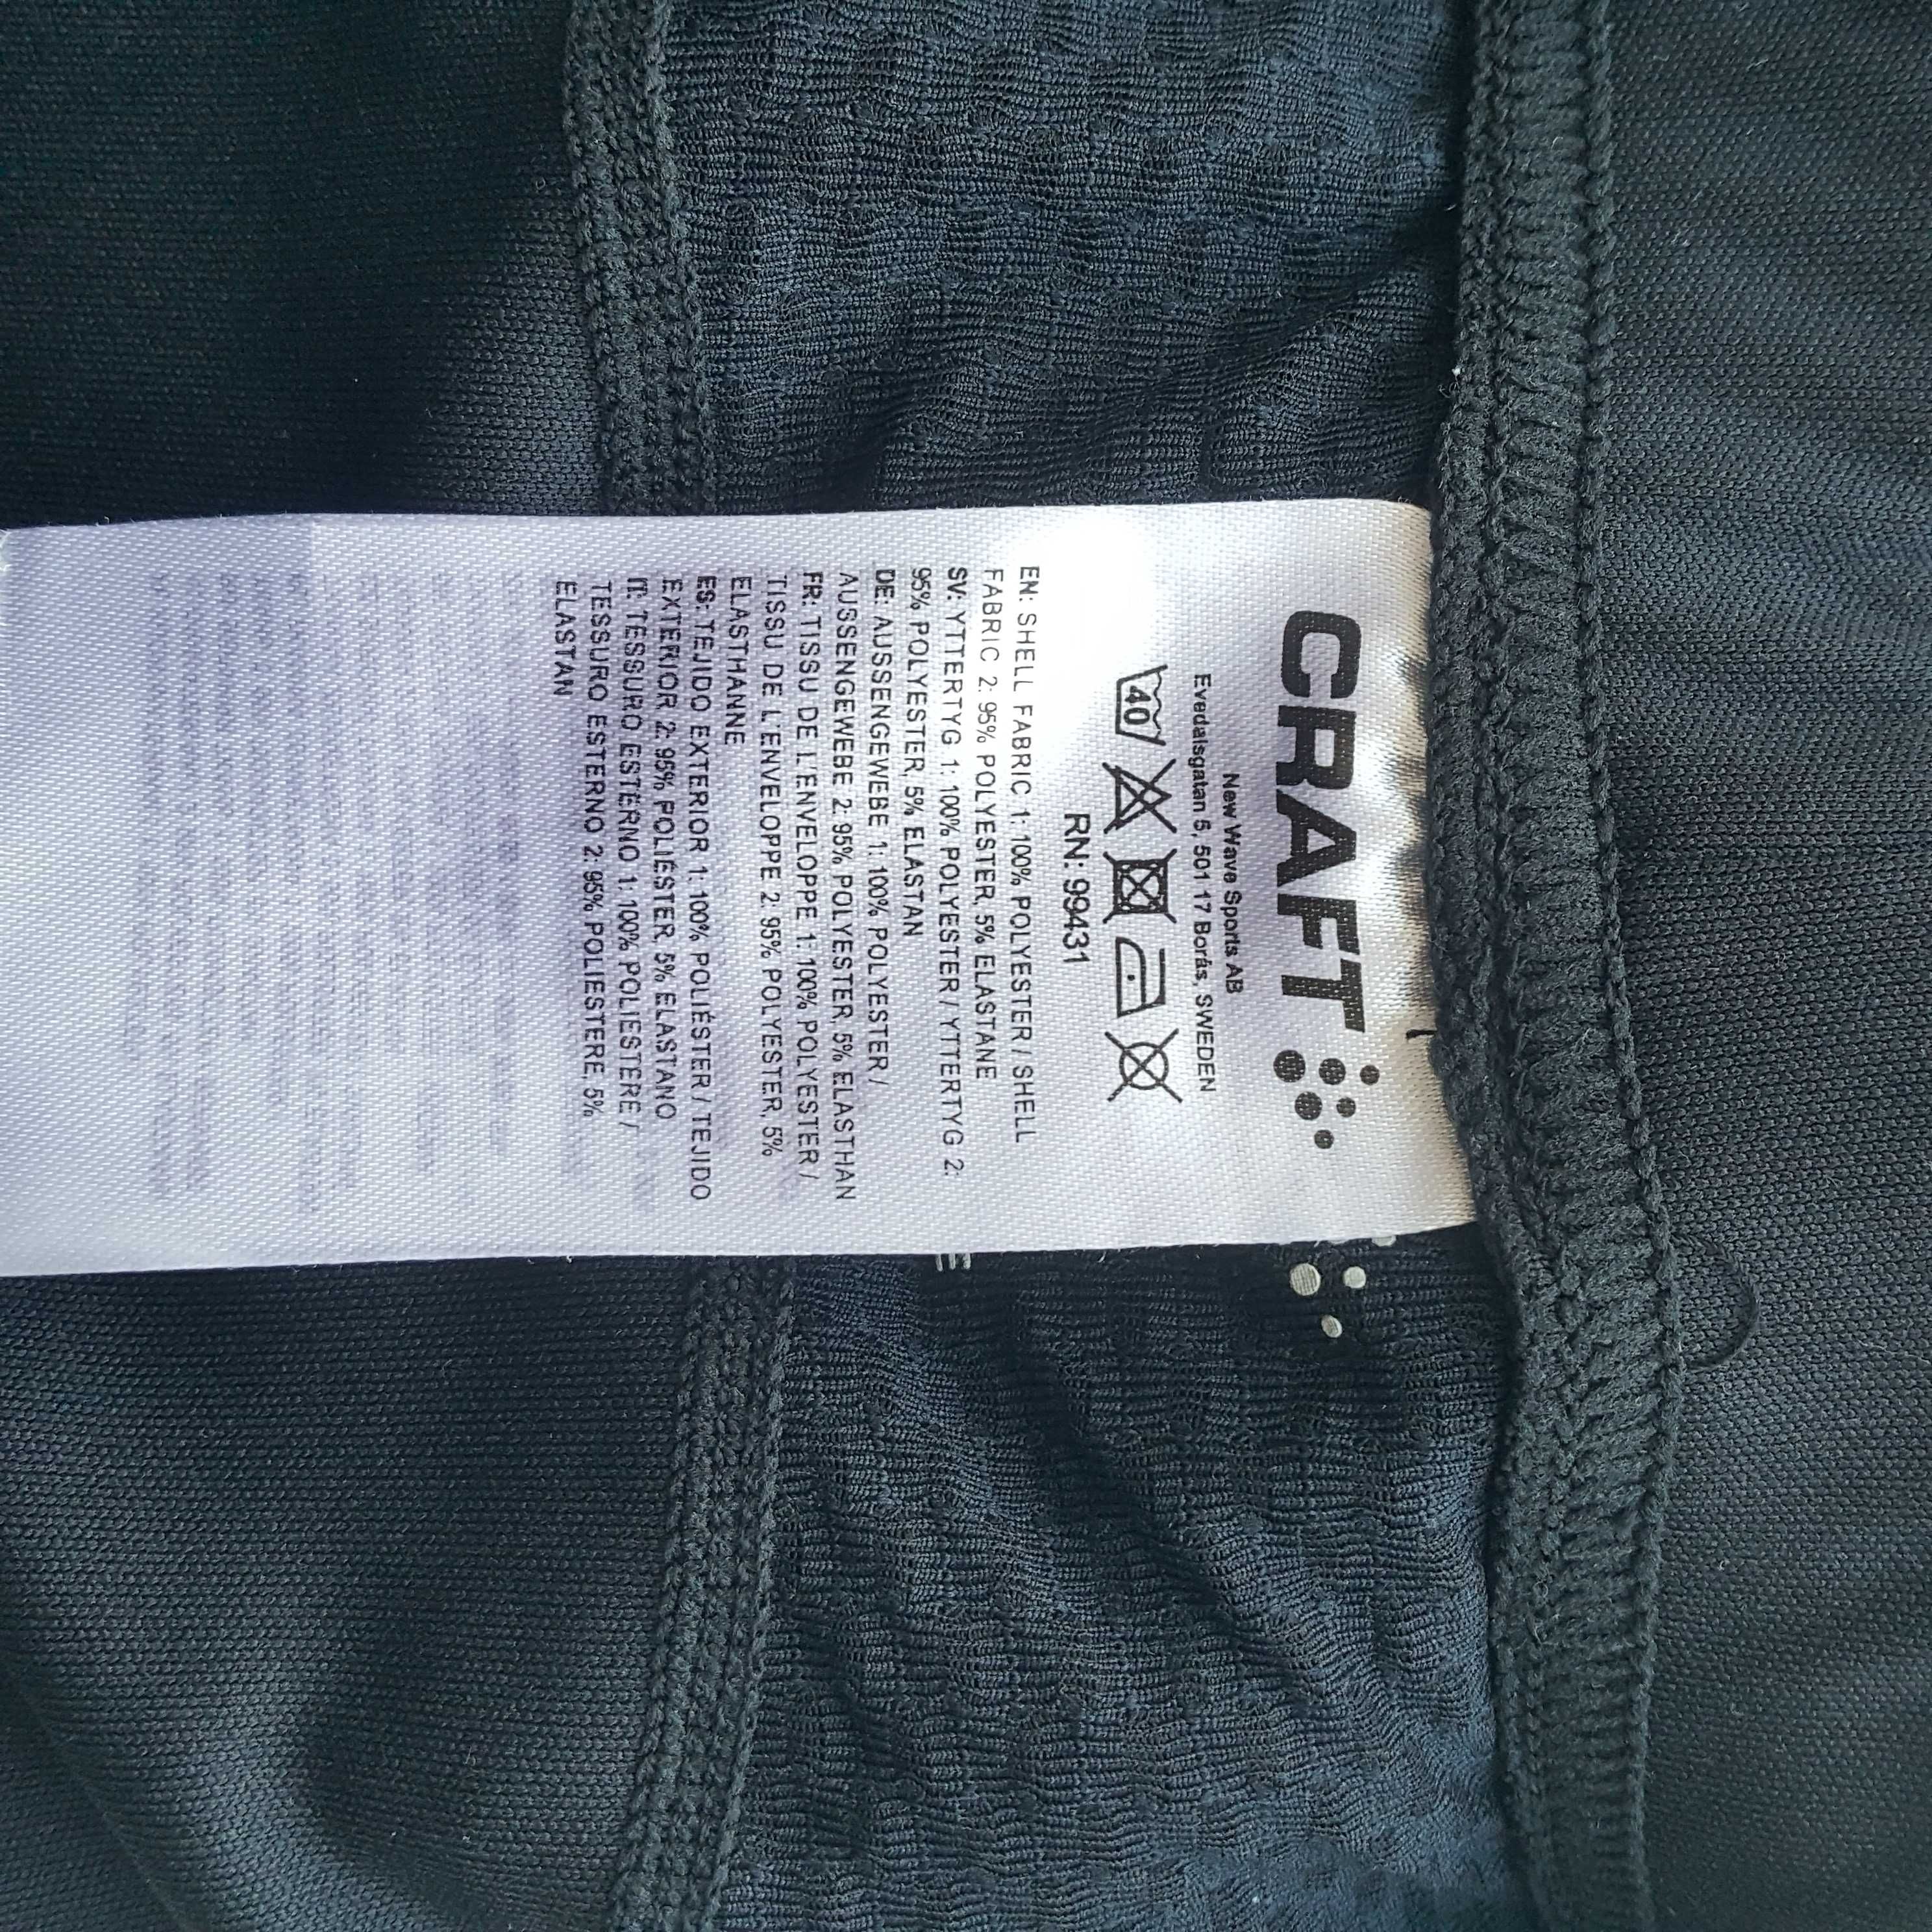 CRAFT
New Wave Sports AB
Evedalsgatan 5, 501 17 Borås, SWEDEN
40
RN: 99431
EN: SHELL FABRIC 1: 100% POLYESTER / SHELL
FABRIC 2: 95% POLYESTER, 5% ELASTANE
SV: YTTERTYG 1: 100% POLYESTER / YTTERTYG 2:
95% POLYESTER, 5% ELASTAN
DE: AUSSENGEWEBE 1: 100% POLYESTER /
AUSSENGEWEBE 2: 95% POLYESTER, 5% ELASTHAN
FR: TISSU DE L'ENVELOPPE 1: 100% POLYESTER /
TISSU DE L'ENVELOPPE 2: 95% POLYESTER, 5%
ELASTHANNE
ES: TEJIDO EXTERIOR 1: 100% POLIÉSTER / TEJIDO
EXTERIOR 2: 95% POLIÉSTER, 5% ELASTANO
IT: TESSURO ESTERNO 1: 100% POLIESTERE /
TESSURO ESTERNO 2: 95% POLIESTERE, 5%
ELASTAN